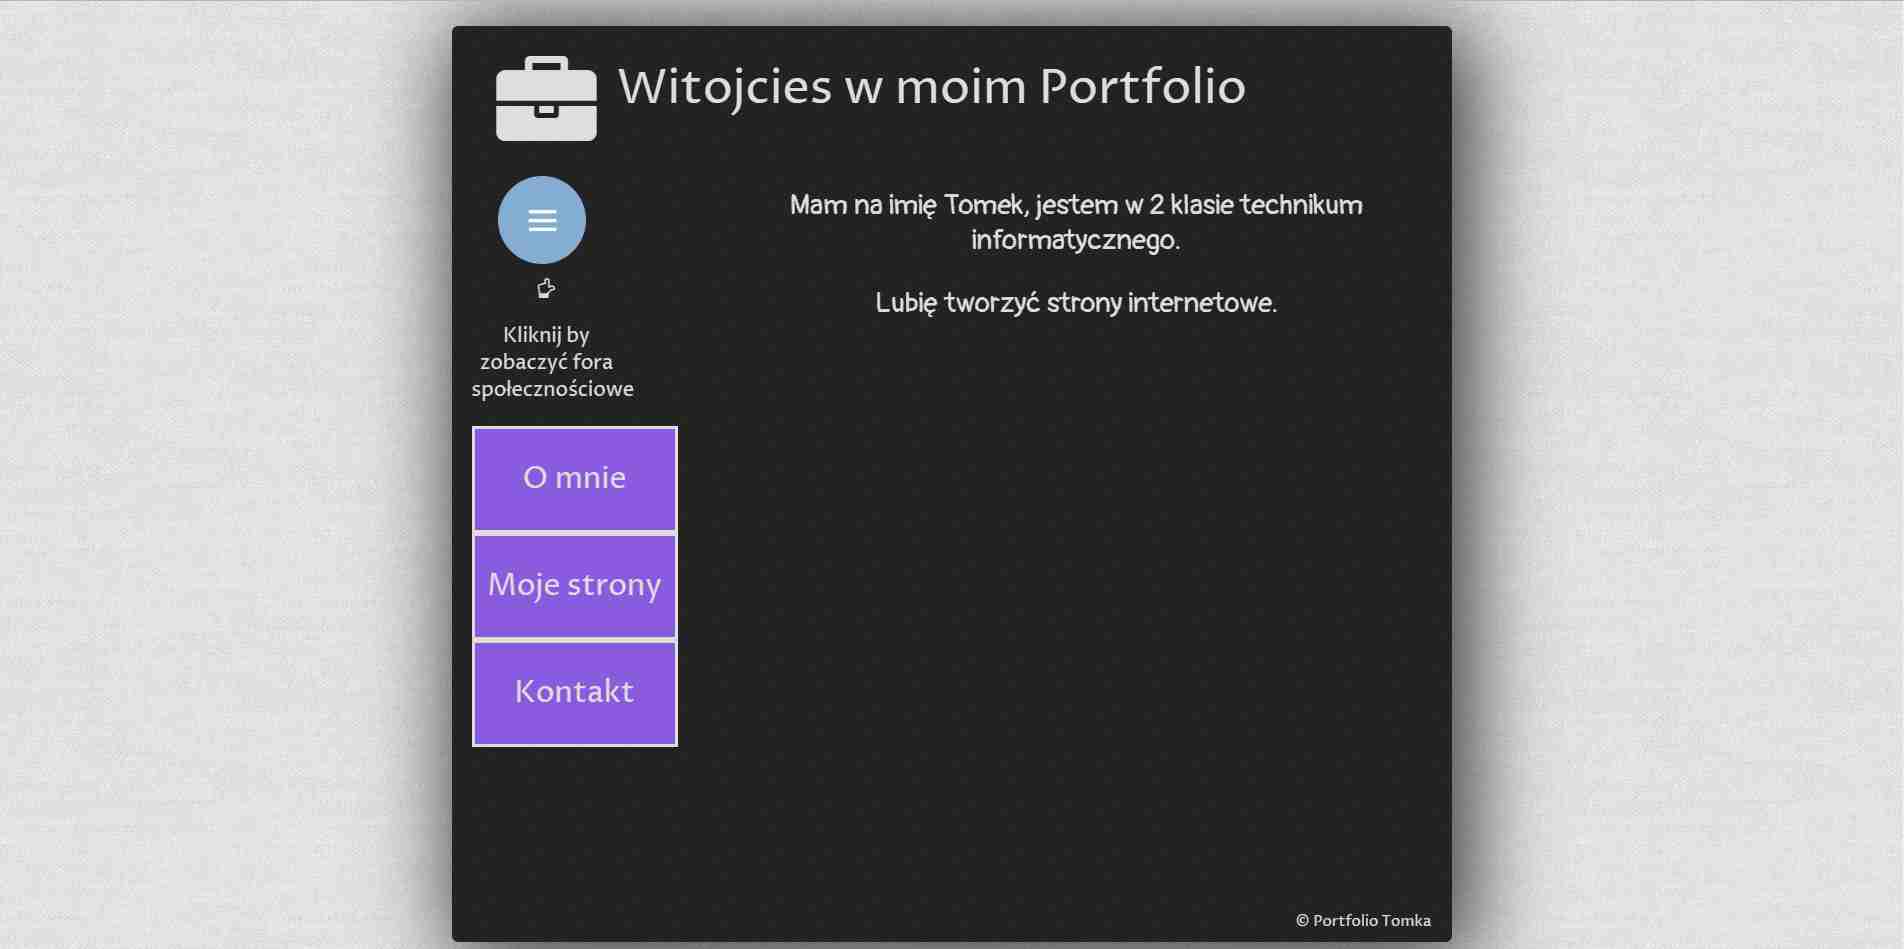 Witojcies w moim Portfolio
Mam na imię Tomek, jestem w 2 klasie technikum
informatycznego.
Lubię tworzyć strony internetowe.
Kliknij by
zobaczyć fora
społecznościowe
O mnie
Moje strony
Kontakt
© Portfolio Tomka